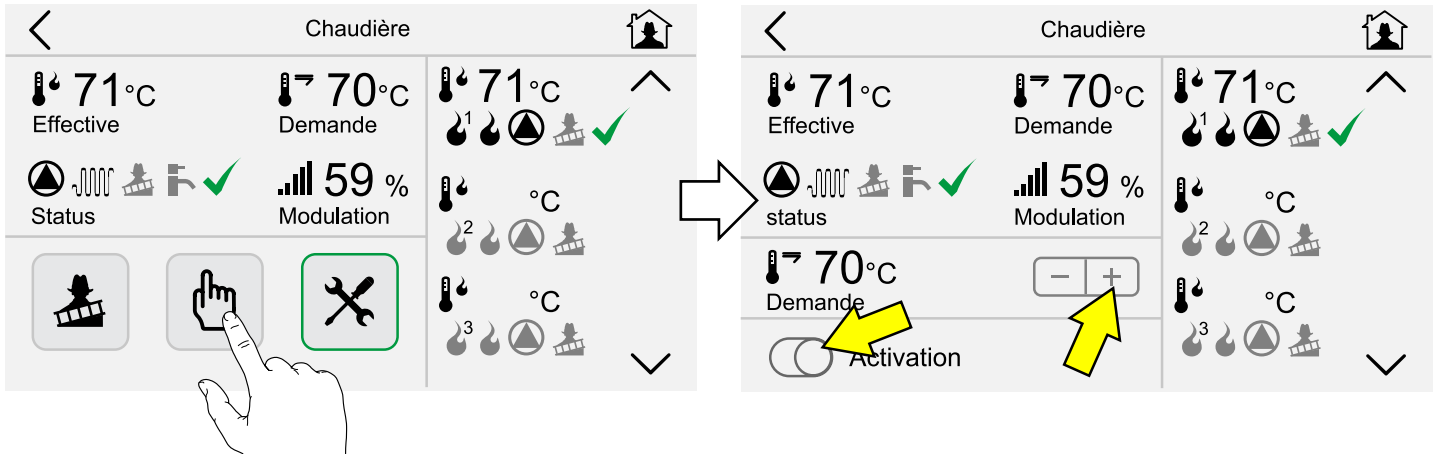 Chaudière
71°C
Effective
70°C
Demande
Status
59 %
Modulation
71°C
1
°C
2
°C
3
Chaudière
71°C
Effective
70°C
Demande
status
59 %
Modulation
70°C
Demande
− +
Activation
71°C
1
°C
2
°C
3